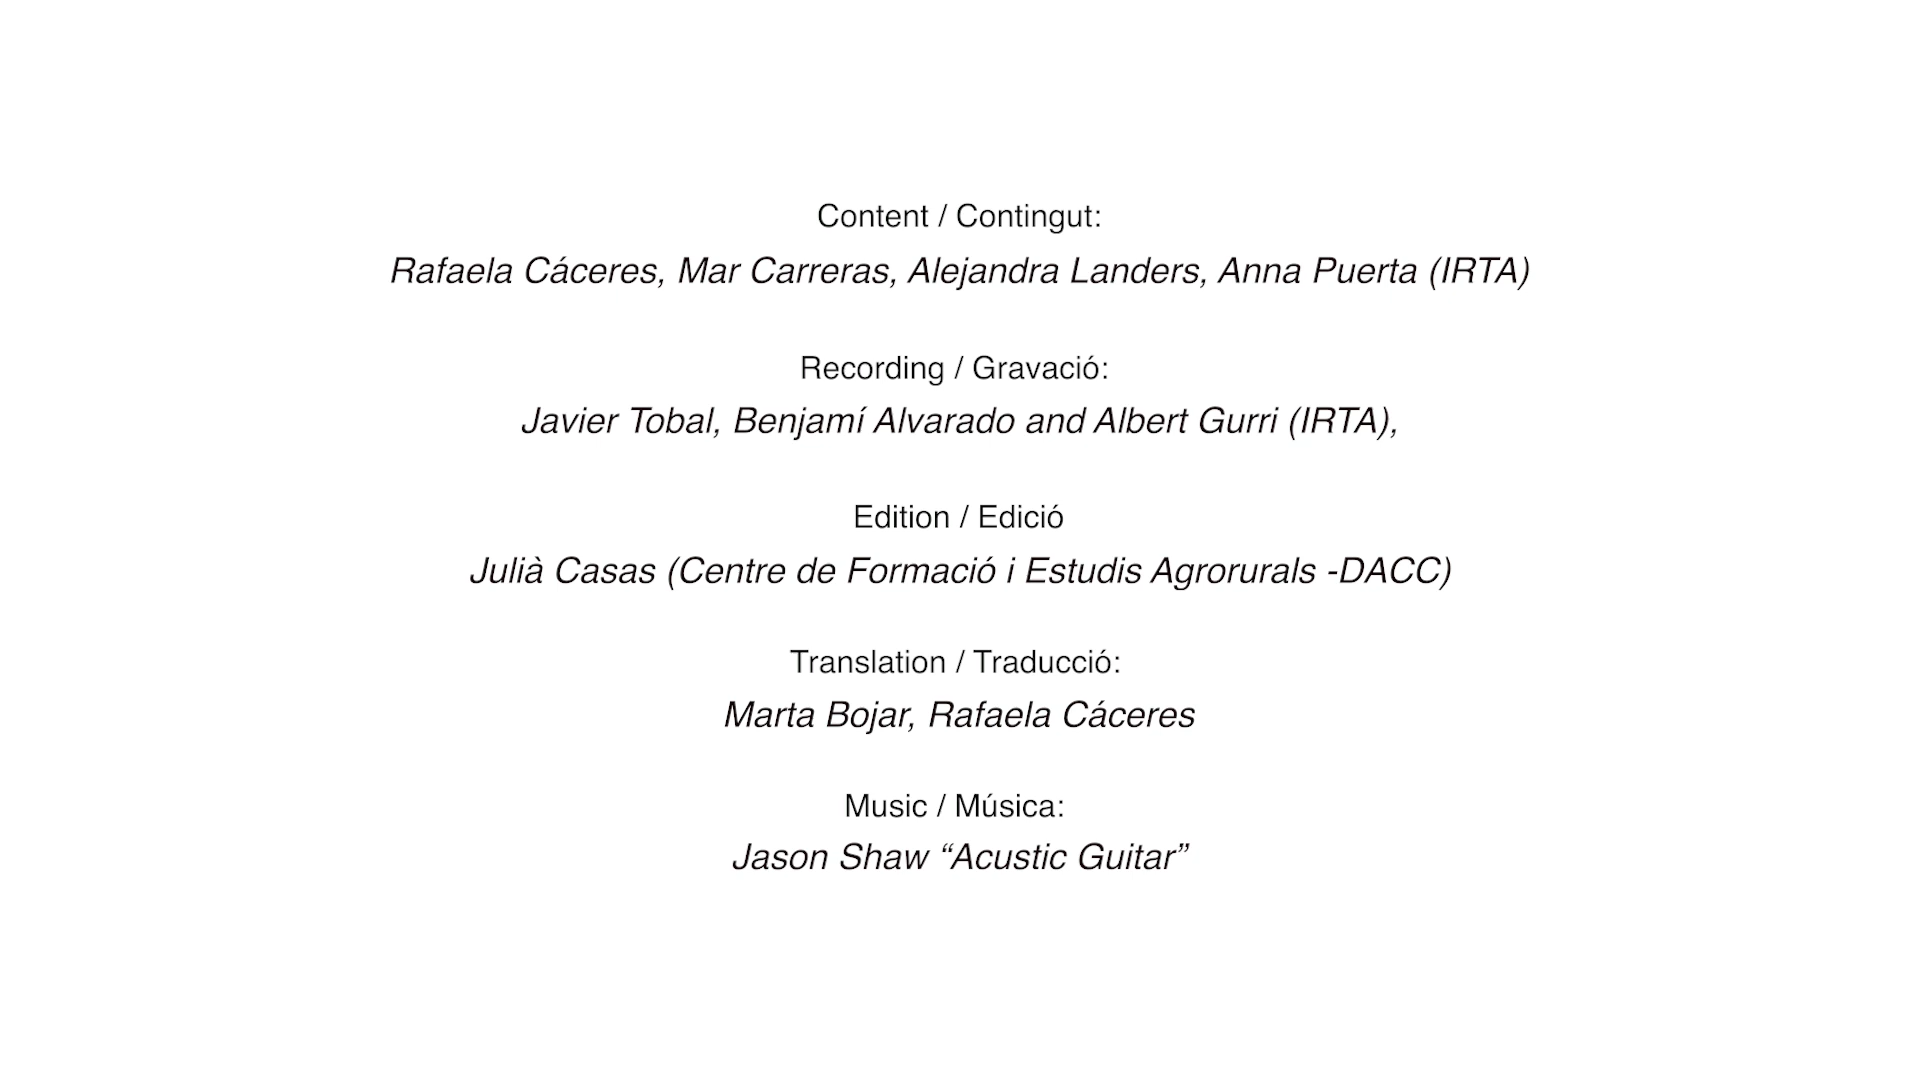 Content / Contingut:
Rafaela Cáceres, Mar Carreras, Alejandra Landers, Anna Puerta (IRTA)
Recording / Gravació:
Javier Tobal, Benjamí Alvarado and Albert Gurri (IRTA),
Edition / Edició
Julià Casas (Centre de Formació i Estudis Agrorurals -DACC)
Translation / Traducció:
Marta Bojar, Rafaela Cáceres
Music / Música:
Jason Shaw “Acustic Guitar”